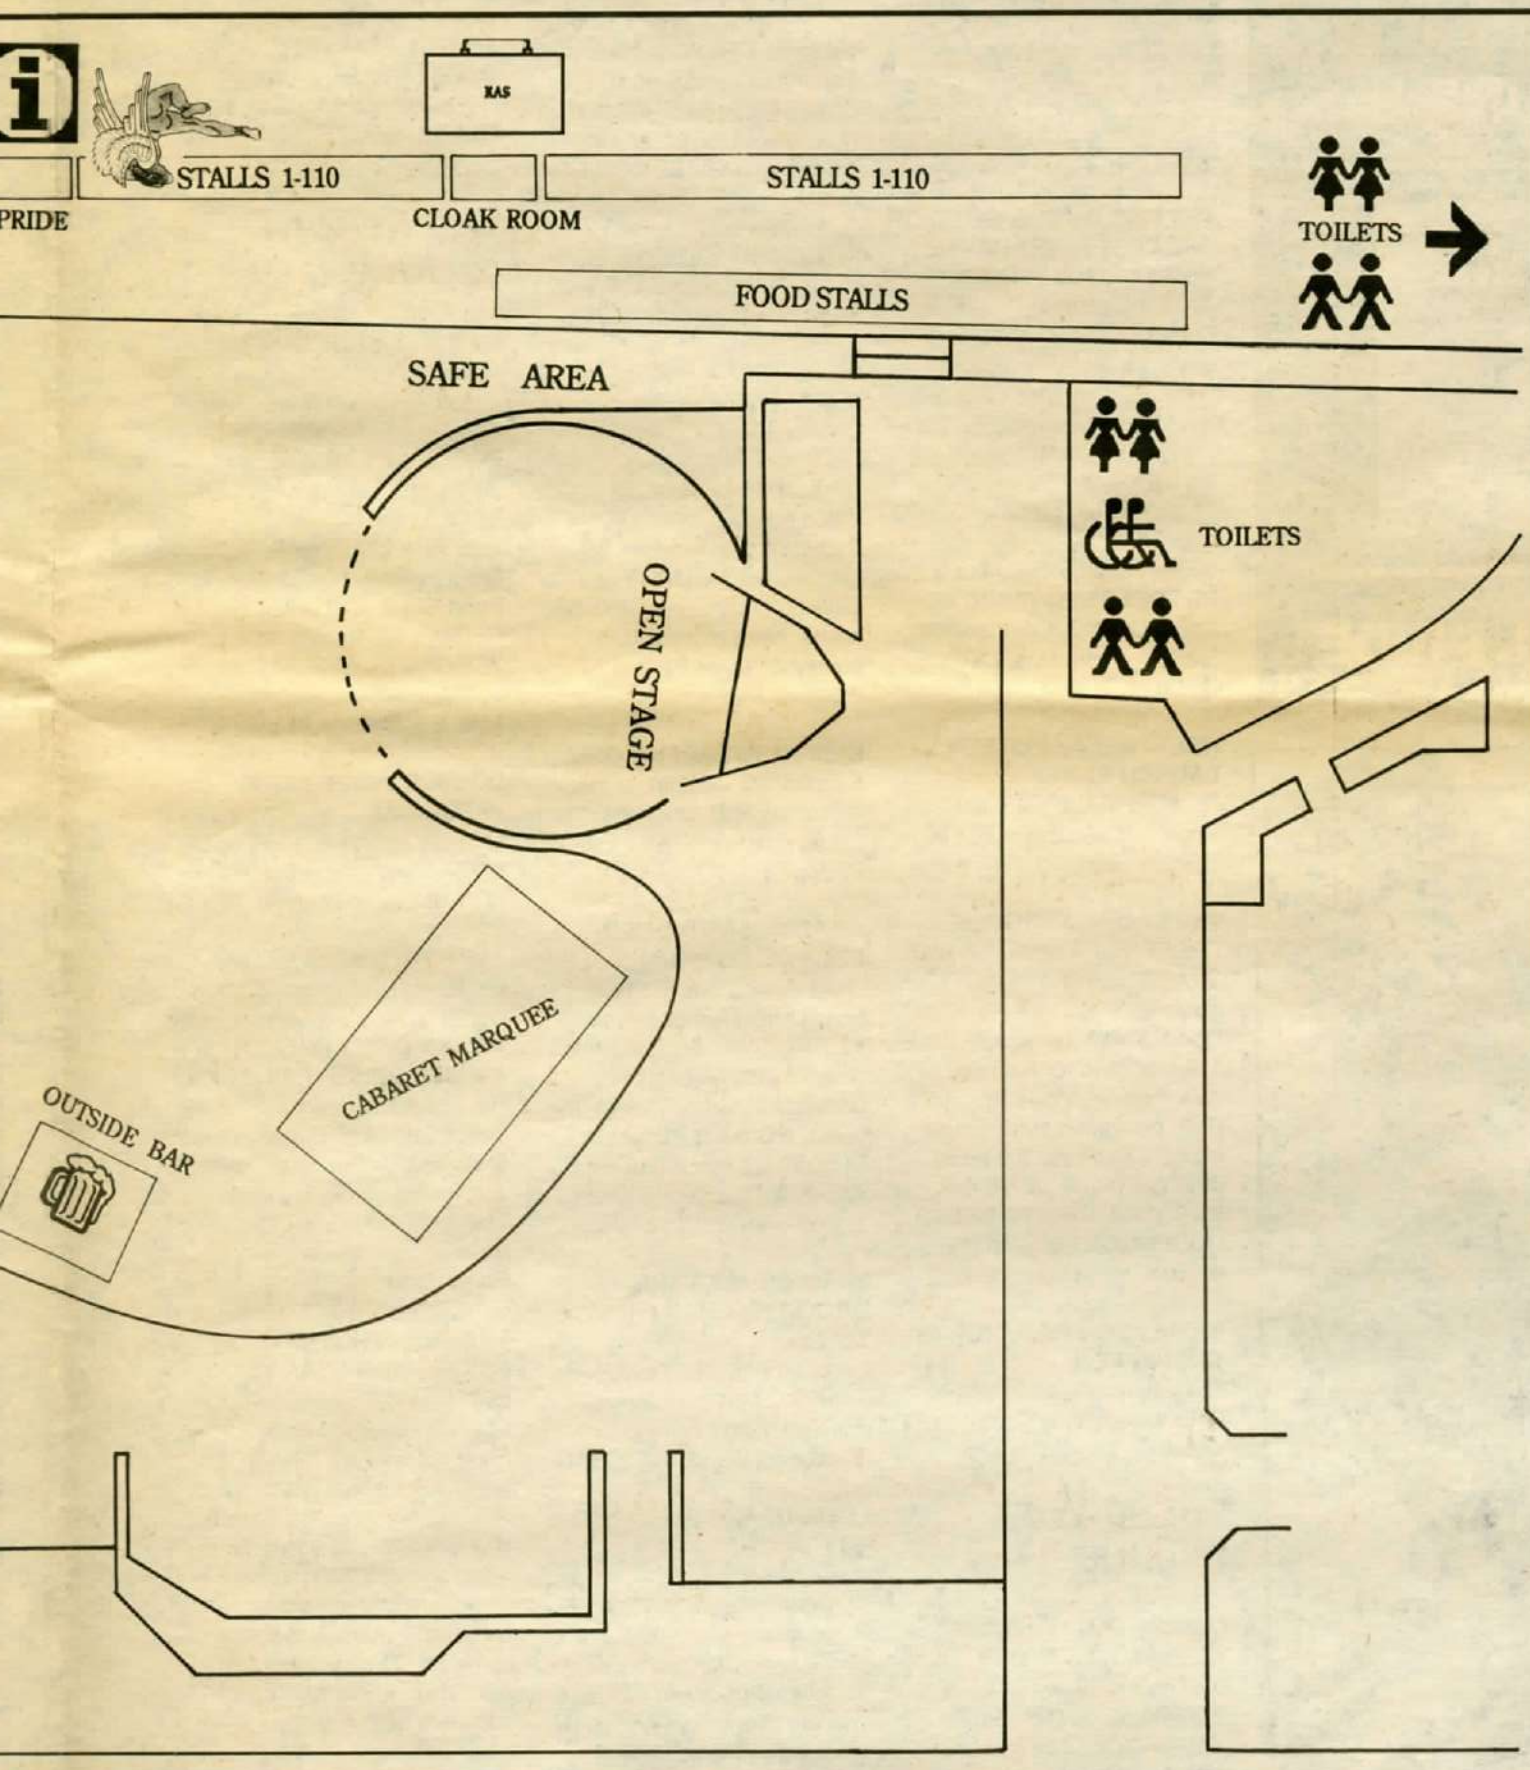 i
KAS
STALLS 1-110
STALLS 1-110
PRIDE
CLOAK ROOM
TOILETS
FOOD STALLS
SAFE AREA
TOILETS
OPEN STAGE
CABARET MARQUEE
OUTSIDE BAR